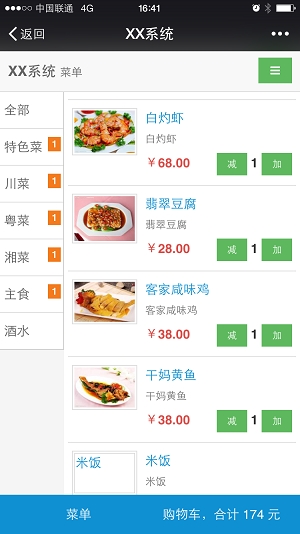 中国联通 4G 16:41
返回 XX系统
XX系统 菜单
全部
特色菜 1
川菜 1
粤菜 1
湘菜 1
主食 1
酒水
白灼虾
白灼虾
￥68.00 减 1 加
翡翠豆腐
翡翠豆腐
￥28.00 减 1 加
客家咸味鸡
客家咸味鸡
￥38.00 减 1 加
干妈黄鱼
干妈黄鱼
￥38.00 减 1 加
米饭 米饭
米饭
菜单 购物车，合计 174 元